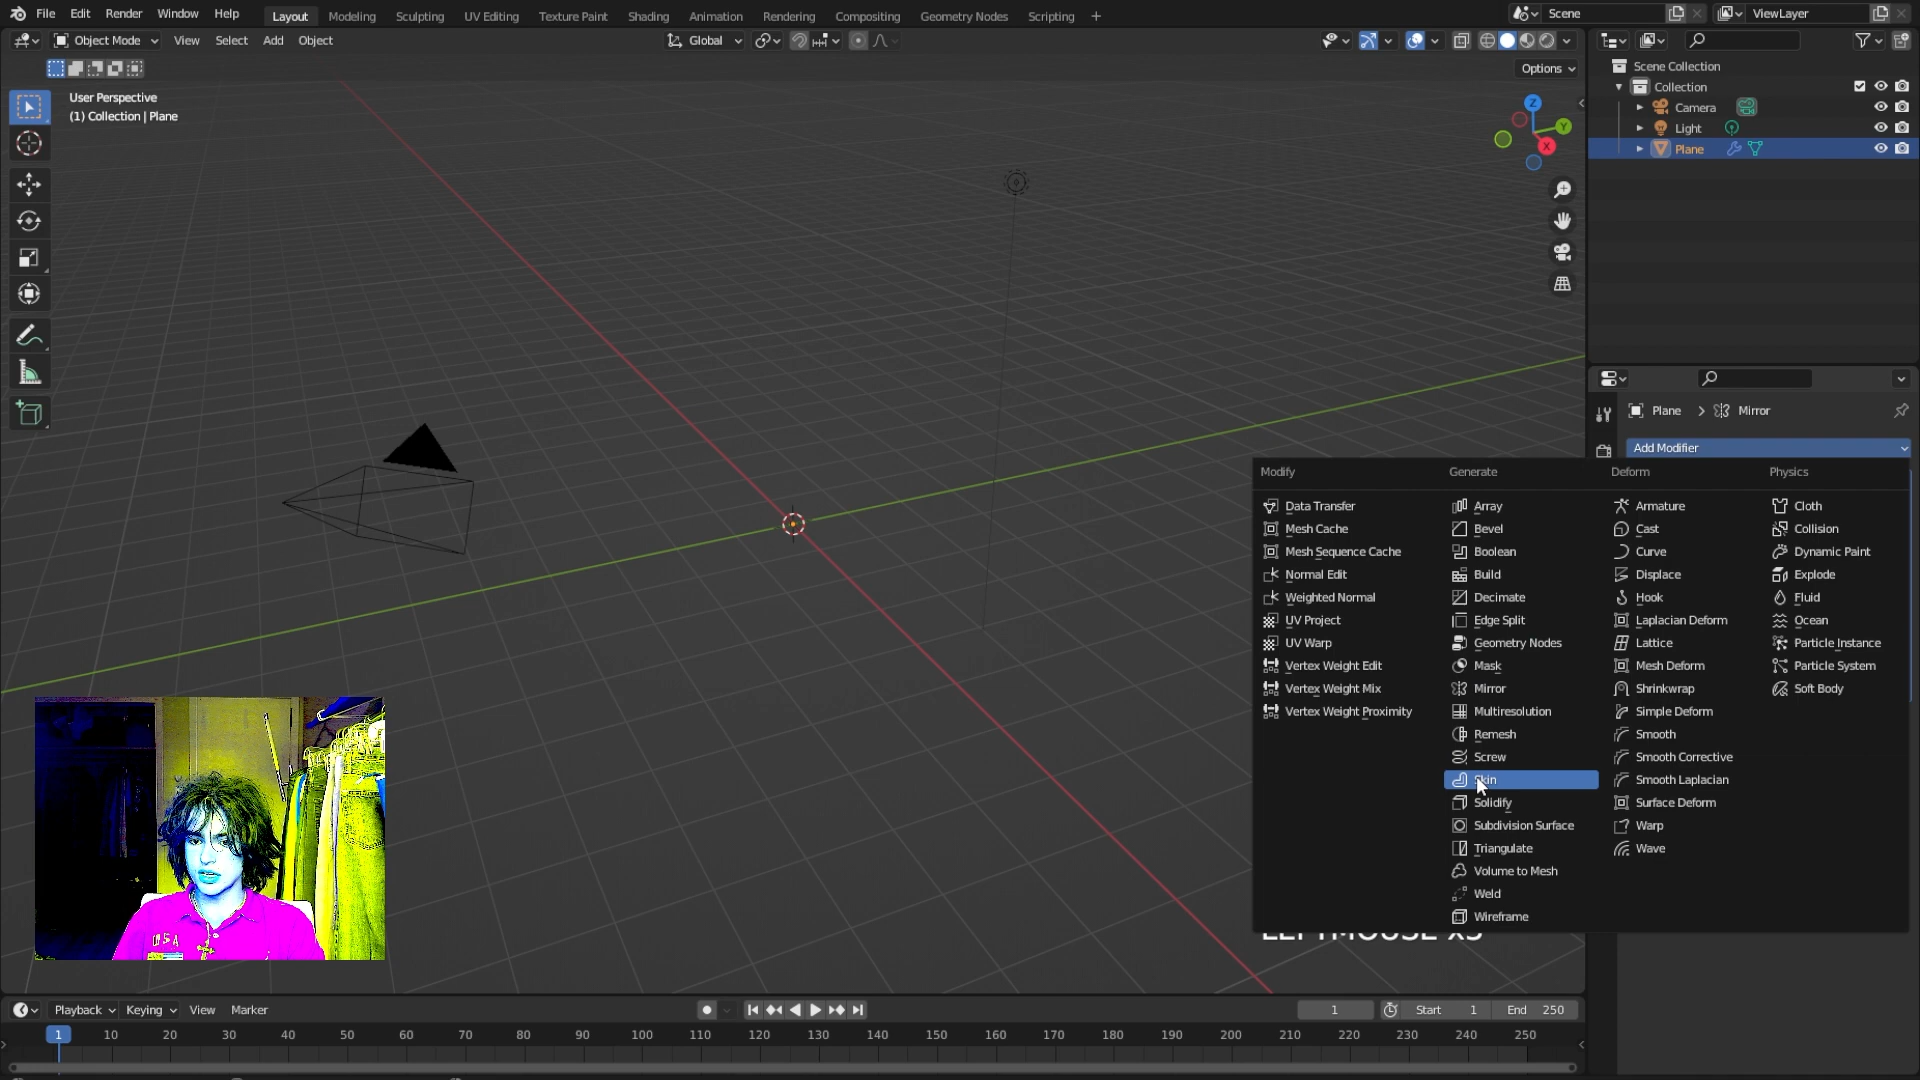 File Edit Render Window Help Layout Modeling Sculpting UV Editing Texture Paint Shading Animation Rendering Compositing Geometry Nodes Scripting + Scene ViewLayer
Object Mode View Select Add Object Global
Options
User Perspective
(1) Collection | Plane
Z
Y
X
Scene Collection
Collection
Camera
Light
Plane
Plane > Mirror
Add Modifier
Modify Generate Deform Physics
Data Transfer Array Armature Cloth
Mesh Cache Bevel Cast Collision
Mesh Sequence Cache Boolean Curve Dynamic Paint
Normal Edit Build Displace Explode
Weighted Normal Decimate Hook Fluid
UV Project Edge Split Laplacian Deform Ocean
UV Warp Geometry Nodes Lattice Particle Instance
Vertex Weight Edit Mask Mesh Deform Particle System
Vertex Weight Mix Mirror Shrinkwrap Soft Body
Vertex Weight Proximity Multiresolution Simple Deform
Remesh Smooth
Screw Smooth Corrective
Skin Smooth Laplacian
Solidify Surface Deform
Subdivision Surface Warp
Triangulate Wave
Volume to Mesh
Weld
Wireframe
USA
Playback Keying View Marker 1 Start 1 End 250
1 10 20 30 40 50 60 70 80 90 100 110 120 130 140 150 160 170 180 190 200 210 220 230 240 250